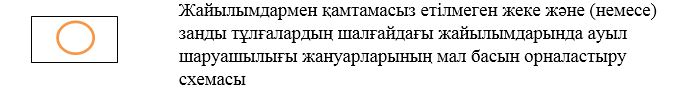 Жайылымдармен қамтамасыз етілмеген жеке және (немесе)
заңды тұлғалардың шалғайдағы жайылымдарында ауыл
шаруашылығы жануарларының мал басын орналастыру
схемасы